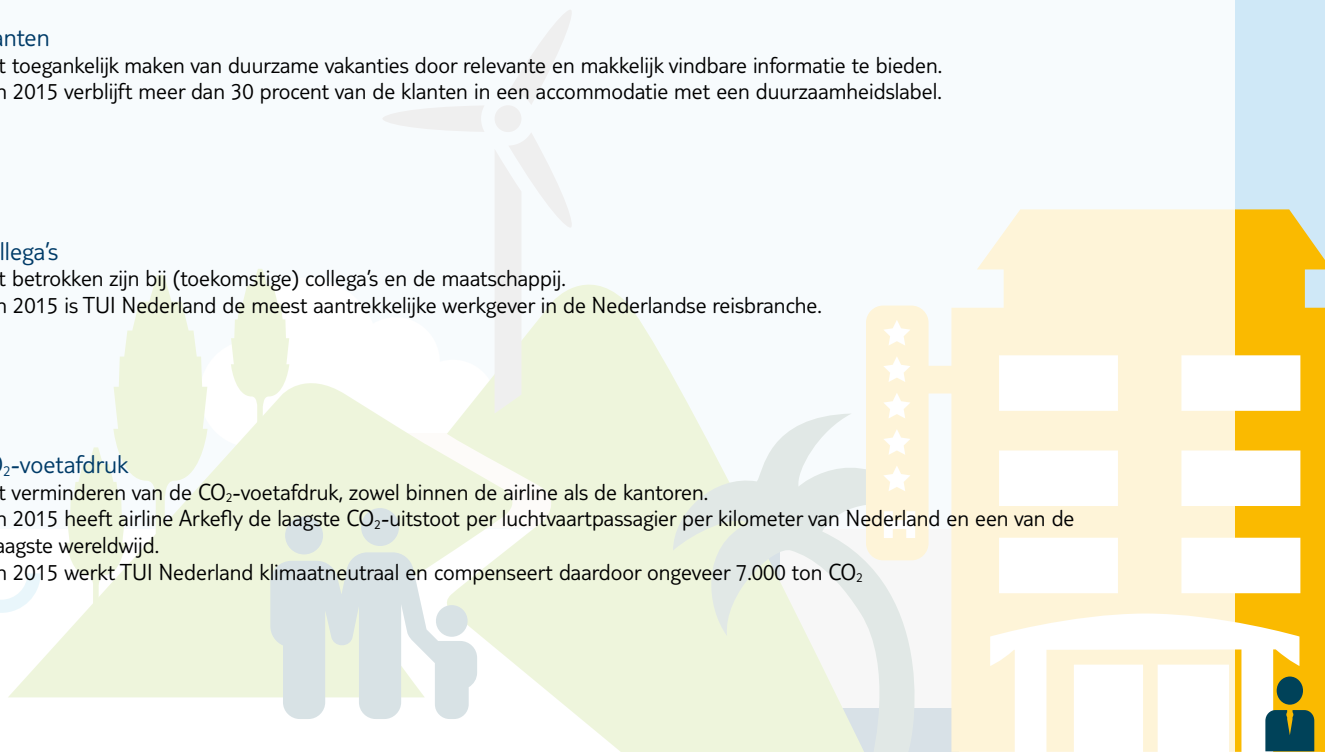 anten
t toegankelijk maken van duurzame vakanties door relevante en makkelijk vindbare informatie te bieden.
n 2015 verblijft meer dan 30 procent van de klanten in een accommodatie met een duurzaamheidslabel.
llega's
t betrokken zijn bij (toekomstige) collega's en de maatschappij.
n 2015 is TUI Nederland de meest aantrekkelijke werkgever in de Nederlandse reisbranche.
O₂-voetafdruk
t verminderen van de CO₂-voetafdruk, zowel binnen de airline als de kantoren.
n 2015 heeft airline Arkefly de laagste CO₂-uitstoot per luchtvaartpassagier per kilometer van Nederland en een van de
aagste wereldwijd.
n 2015 werkt TUI Nederland klimaatneutraal en compenseert daardoor ongeveer 7.000 ton CO₂
H